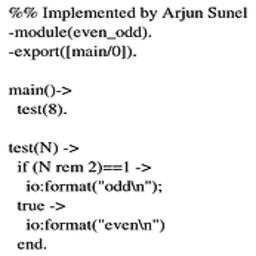 %% Implemented by Arjun Sunel
-module(even_odd).
-export([main/0]).

main()->
  test(8).

test(N) ->
  if (N rem 2)==1 ->
    io:format("odd\n");
  true ->
    io:format("even\n")
  end.